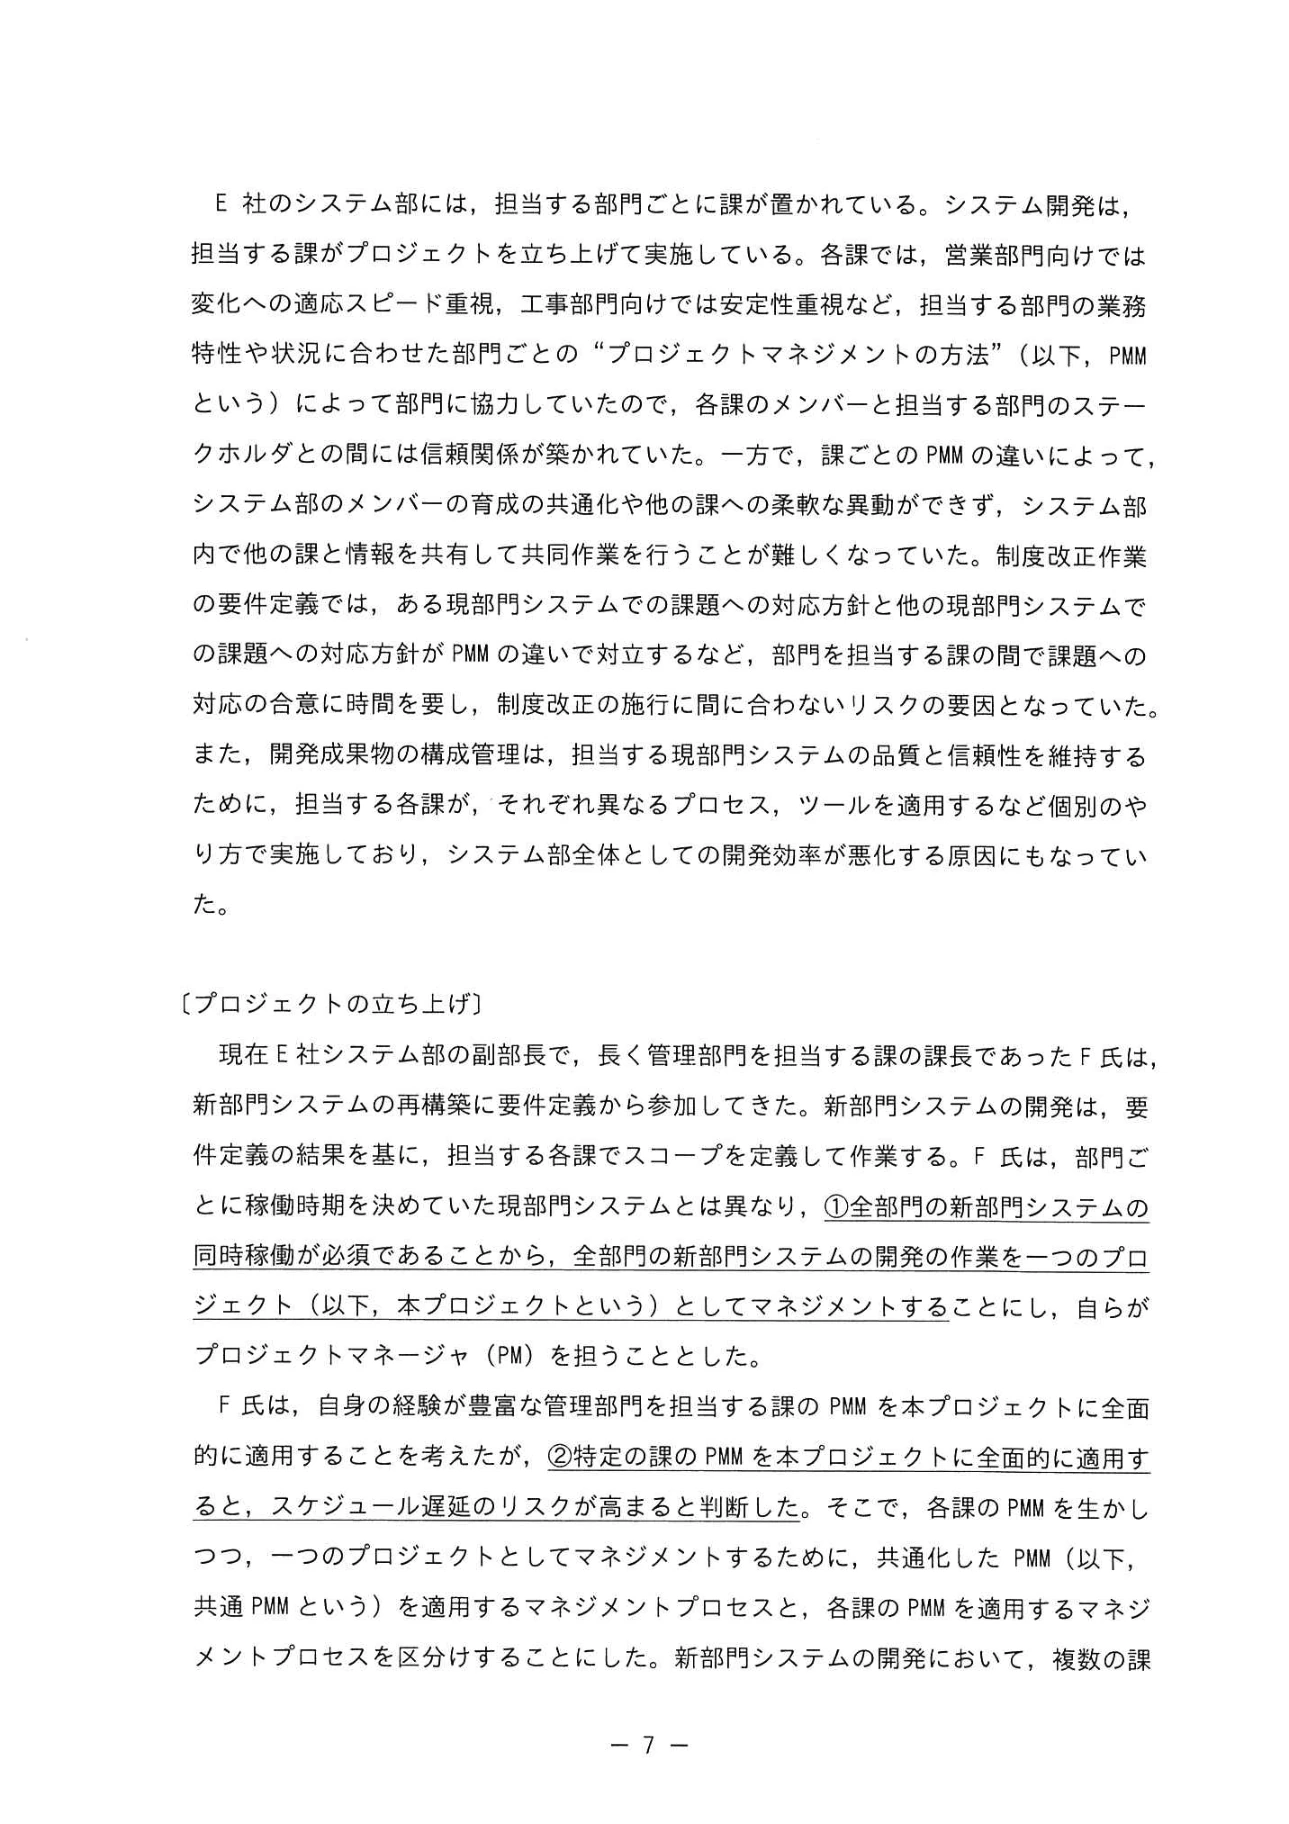 E 社のシステム部には，担当する部門ごとに課が置かれている。システム開発は，
担当する課がプロジェクトを立ち上げて実施している。各課では，営業部門向けでは
変化への適応スピード重視，工事部門向けでは安定性重視など，担当する部門の業務
特性や状況に合わせた部門ごとの“プロジェクトマネジメントの方法”（以下，PMM
という）によって部門に協力していたので，各課のメンバーと担当する部門のステー
クホルダとの間には信頼関係が築かれていた。一方で，課ごとの PMM の違いによって，
システム部のメンバーの育成の共通化や他の課への柔軟な異動ができず，システム部
内で他の課と情報を共有して共同作業を行うことが難しくなっていた。制度改正作業
の要件定義では，ある現部門システムでの課題への対応方針と他の現部門システムで
の課題への対応方針が PMM の違いで対立するなど，部門を担当する課の間で課題への
対応の合意に時間を要し，制度改正の施行に間に合わないリスクの要因となっていた。
また，開発成果物の構成管理は，担当する現部門システムの品質と信頼性を維持する
ために，担当する各課が，それぞれ異なるプロセス，ツールを適用するなど個別のや
り方で実施しており，システム部全体としての開発効率が悪化する原因にもなってい
た。
〔プロジェクトの立ち上げ〕
現在 E 社システム部の副部長で，長く管理部門を担当する課の課長であった F 氏は，
新部門システムの再構築に要件定義から参加してきた。新部門システムの開発は，要
件定義の結果を基に，担当する各課でスコープを定義して作業する。F 氏は，部門ご
とに稼働時期を決めていた現部門システムとは異なり，①全部門の新部門システムの
同時稼働が必須であることから，全部門の新部門システムの開発の作業を一つのプロ
ジェクト（以下，本プロジェクトという）としてマネジメントすることにし，自らが
プロジェクトマネージャ（PM）を担うこととした。
F 氏は，自身の経験が豊富な管理部門を担当する課の PMM を本プロジェクトに全面
的に適用することを考えたが，②特定の課の PMM を本プロジェクトに全面的に適用す
ると，スケジュール遅延のリスクが高まると判断した。そこで，各課の PMM を生かし
つつ，一つのプロジェクトとしてマネジメントするために，共通化した PMM（以下，
共通 PMM という）を適用するマネジメントプロセスと，各課の PMM を適用するマネジ
メントプロセスを区分けすることにした。新部門システムの開発において，複数の課
－ 7 －